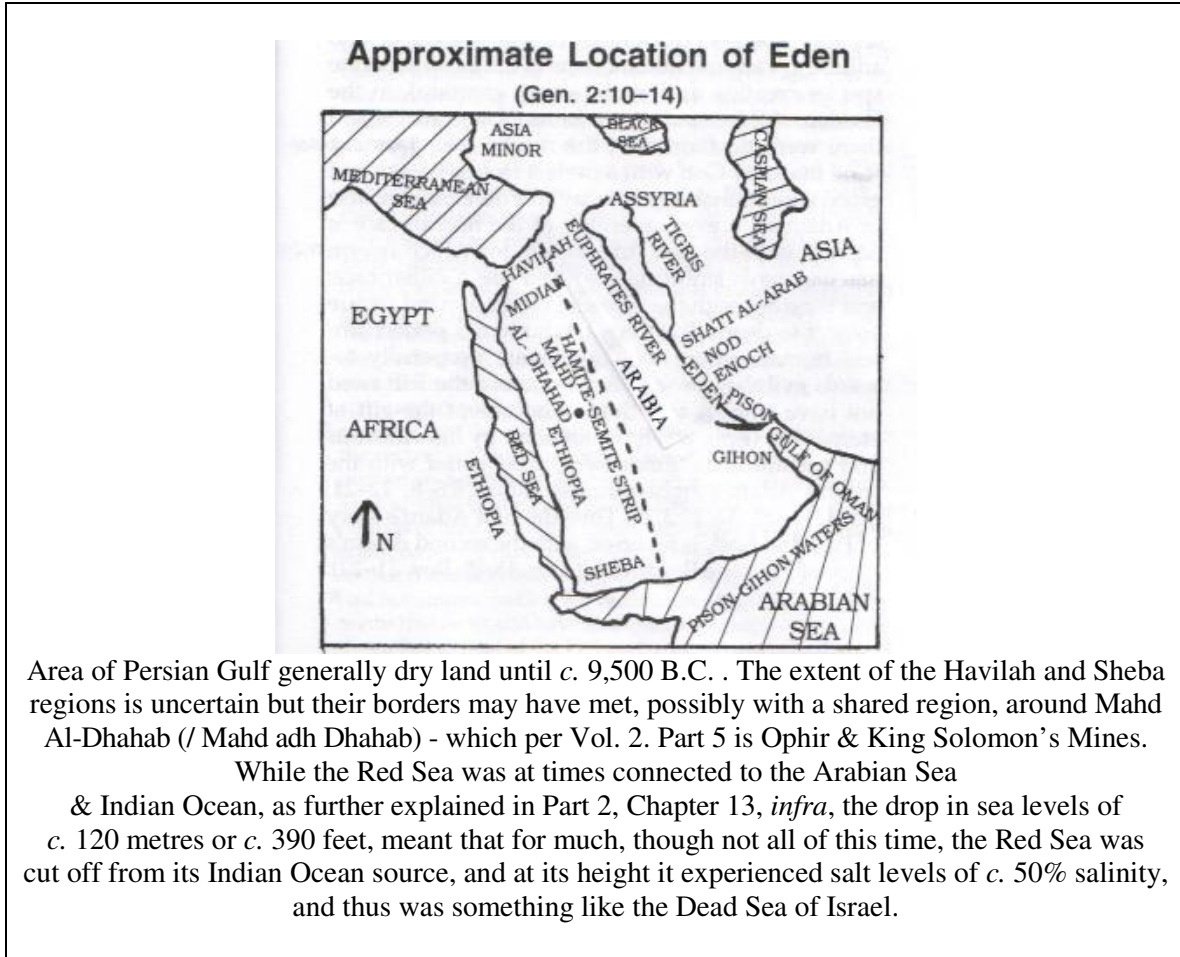 Approximate Location of Eden
(Gen. 2:10–14)
ASIA
MINOR
BLACK
SEA
CASPIAN SEA
MEDITERRANEAN
SEA
ASSYRIA
TIGRIS
RIVER
ASIA
HAVILAH
EUPHRATES RIVER
MIDIAN
EGYPT
SHATT AL-ARAB
NOD
ENOCH
EDEN
PISON
AL-DHAHAD
MAHD
HAMITE-SEMITE STRIP
ARABIA
AFRICA
GIHON
GULF OF OMAN
RED SEA
ETHIOPIA
ETHIOPIA
N
SHEBA
PISON-GIHON WATERS
ARABIAN
SEA
Area of Persian Gulf generally dry land until c. 9,500 B.C. . The extent of the Havilah and Sheba
regions is uncertain but their borders may have met, possibly with a shared region, around Mahd
Al-Dhahab (/ Mahd adh Dhahab) - which per Vol. 2. Part 5 is Ophir & King Solomon’s Mines.
While the Red Sea was at times connected to the Arabian Sea
& Indian Ocean, as further explained in Part 2, Chapter 13, infra, the drop in sea levels of
c. 120 metres or c. 390 feet, meant that for much, though not all of this time, the Red Sea was
cut off from its Indian Ocean source, and at its height it experienced salt levels of c. 50% salinity,
and thus was something like the Dead Sea of Israel.